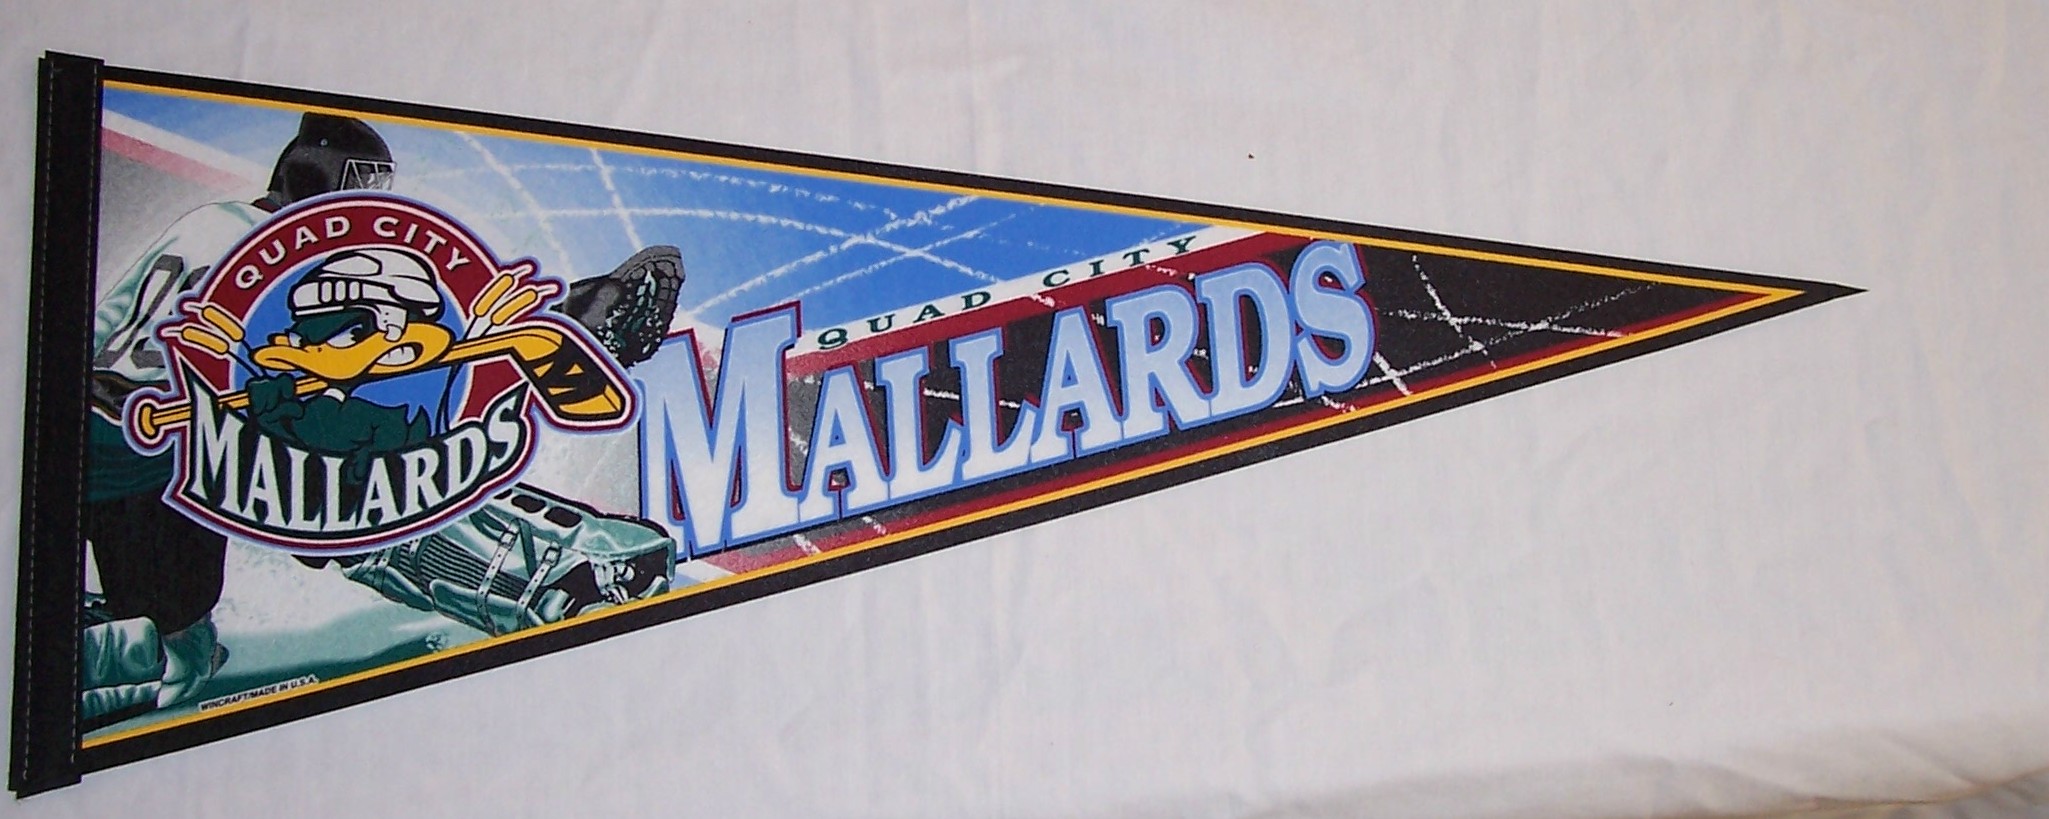 QUAD CITY
MALLARDS
QUAD CITY
MALLARDS
WINCRAFT/MADE IN U.S.A.